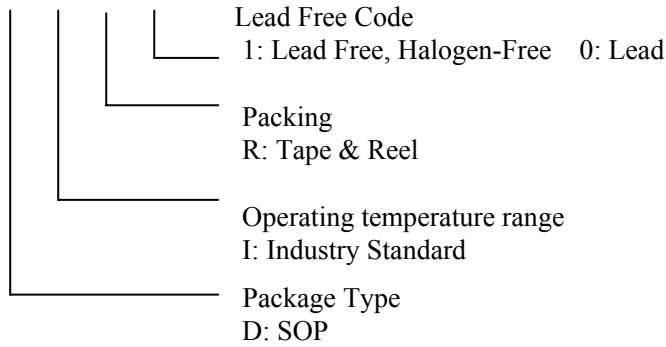 Lead Free Code
1: Lead Free, Halogen-Free 0: Lead
Packing
R: Tape & Reel
Operating temperature range
I: Industry Standard
Package Type
D: SOP